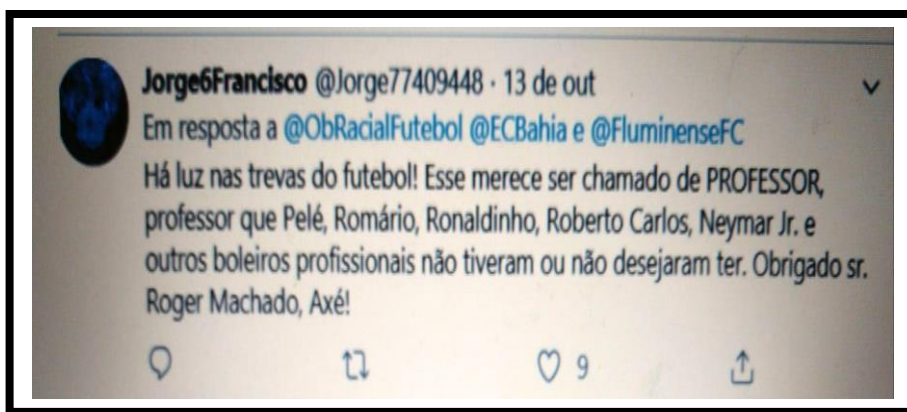 Jorge6Francisco @Jorge77409448 · 13 de out
Em resposta a @ObRacialFutebol @ECBahia e @FluminenseFC
Há luz nas trevas do futebol! Esse merece ser chamado de PROFESSOR,
professor que Pelé, Romário, Ronaldinho, Roberto Carlos, Neymar Jr. e
outros boleiros profissionais não tiveram ou não desejaram ter. Obrigado sr.
Roger Machado, Axé!
9